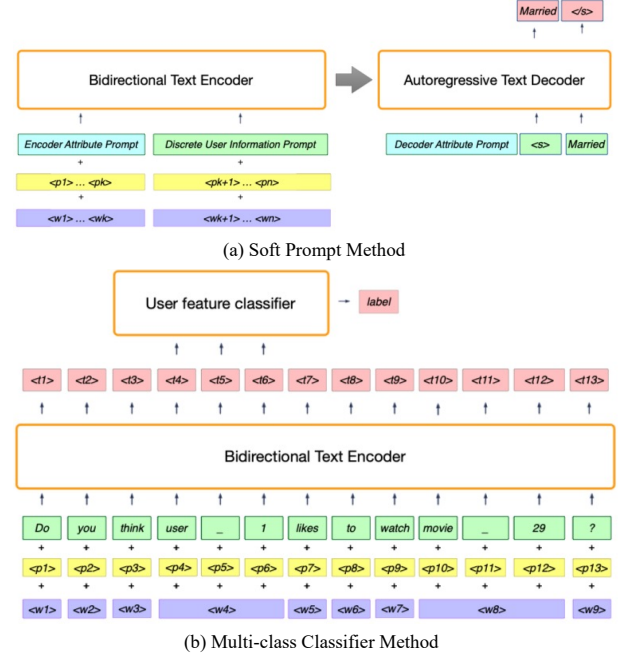 Married </s>
Bidirectional Text Encoder Autoregressive Text Decoder
Encoder Attribute Prompt Discrete User Information Prompt Decoder Attribute Prompt <s> Married
+ +
<p1> ... <pk> <pk+1> ... <pn>
+ +
<w1> ... <wk> <wk+1> ... <wn>
(a) Soft Prompt Method
User feature classifier label
<t1> <t2> <t3> <t4> <t5> <t6> <t7> <t8> <t9> <t10> <t11> <t12> <t13>
Bidirectional Text Encoder
Do you think user _ 1 likes to watch movie _ 29 ?
+ + + + + + + + + + + + +
<p1> <p2> <p3> <p4> <p5> <p6> <p7> <p8> <p9> <p10> <p11> <p12> <p13>
+ + + + + + + + + + + + +
<w1> <w2> <w3> <w4> <w5> <w6> <w7> <w8> <w9>
(b) Multi-class Classifier Method